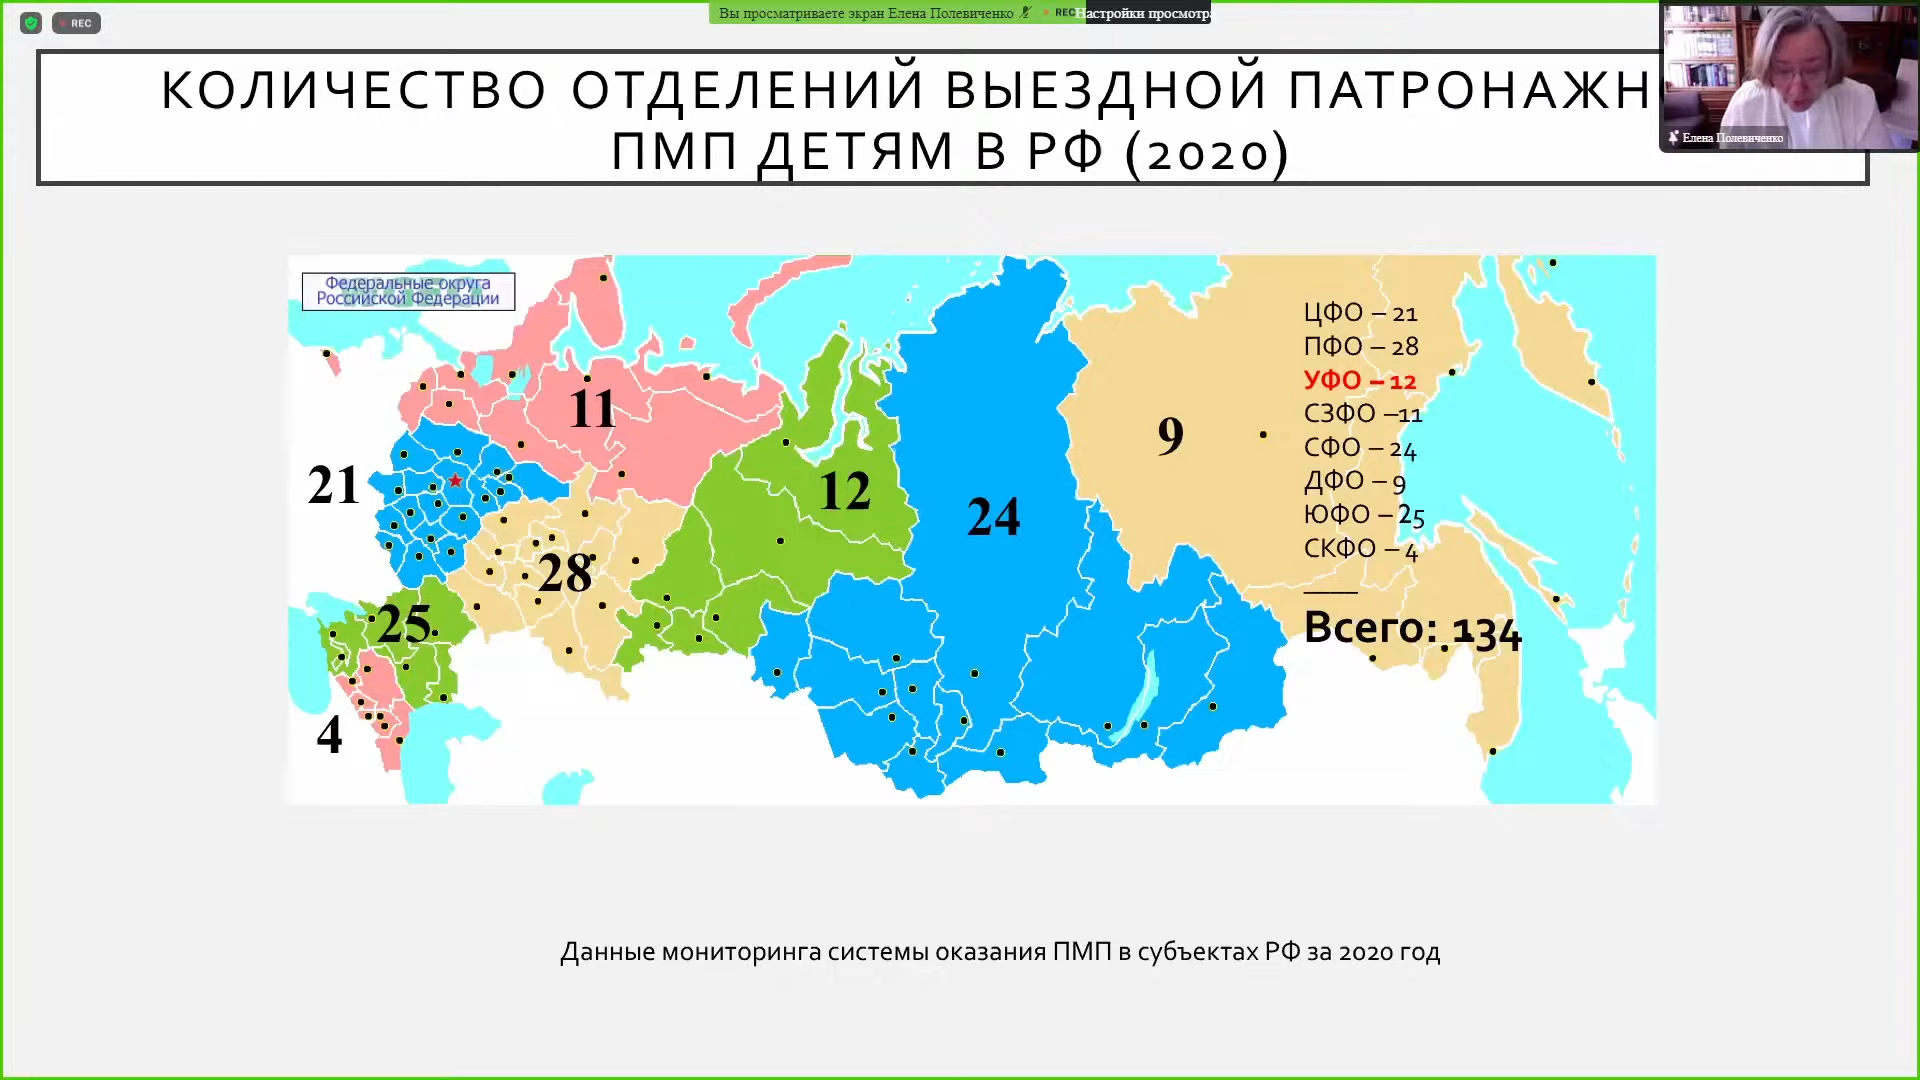 REC
Вы просматриваете экран Елена Полевиченко
REC
Настройки просмотра
КОЛИЧЕСТВО ОТДЕЛЕНИЙ ВЫЕЗДНОЙ ПАТРОНАЖН
ПМП ДЕТЯМ В РФ (2020)
Елена Полевиченко
Федеральные округа
Российской Федерации
11
21
28
25
4
12
24
9
ЦФО – 21
ПФО – 28
УФО – 12
СЗФО –11
СФО – 24
ДФО – 9
ЮФО – 25
СКФО – 4
Всего: 134
Данные мониторинга системы оказания ПМП в субъектах РФ за 2020 год